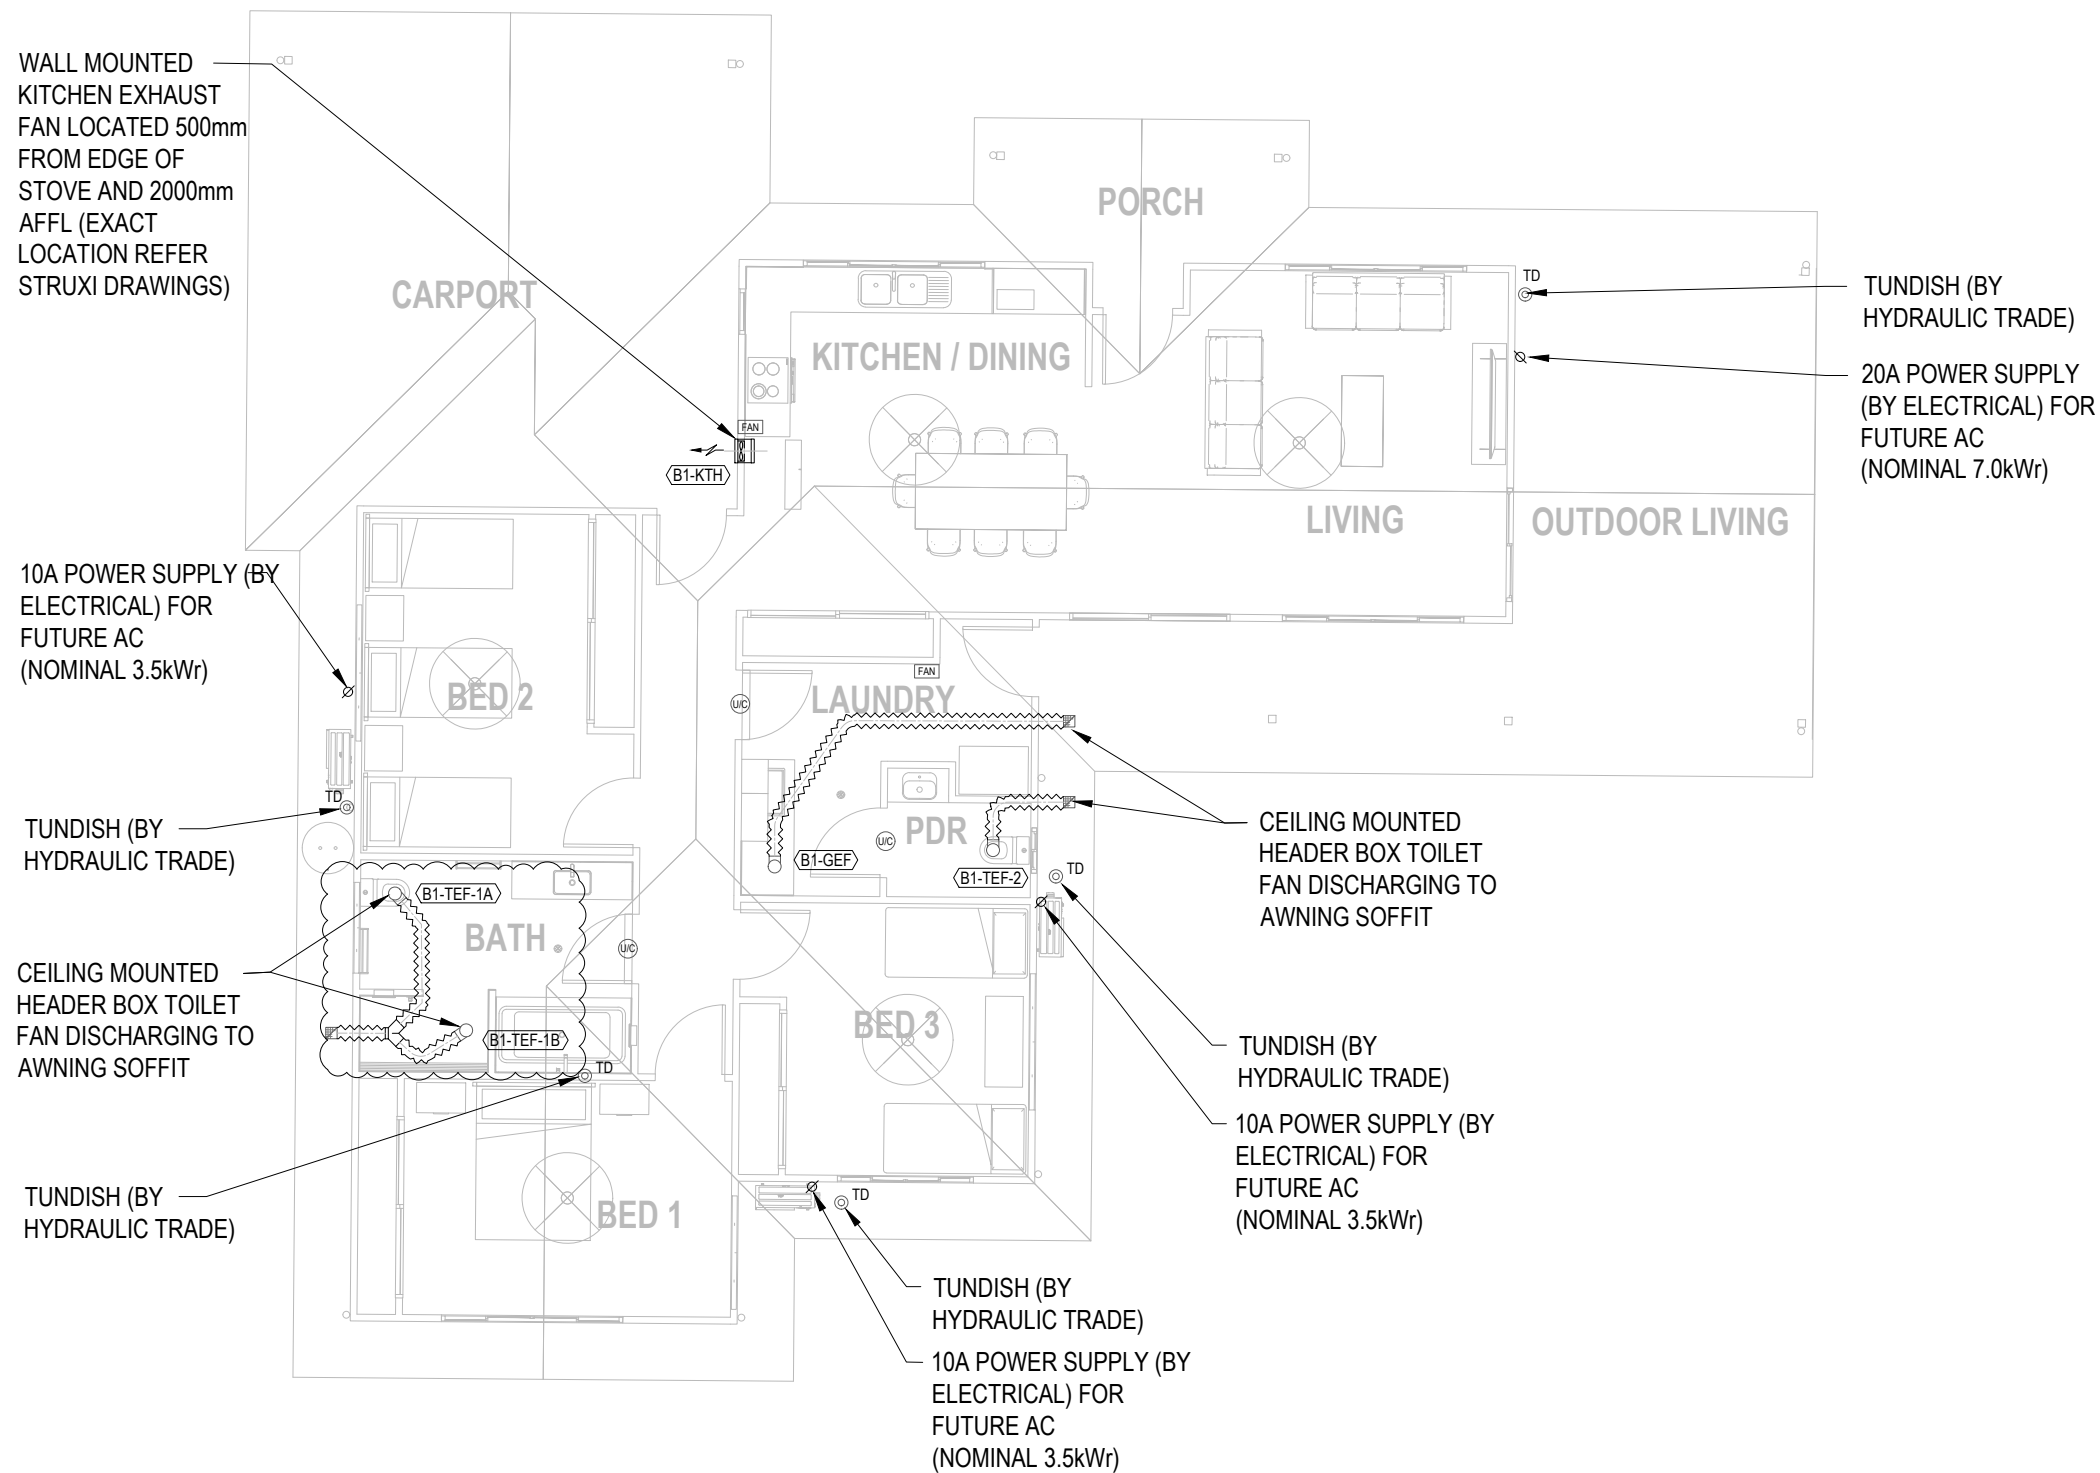 WALL MOUNTED
KITCHEN EXHAUST
FAN LOCATED 500mm
FROM EDGE OF
STOVE AND 2000mm
AFFL (EXACT
LOCATION REFER
STRUXI DRAWINGS)
CARPORT
PORCH
KITCHEN / DINING
FAN
B1-KTH
LIVING
OUTDOOR LIVING
TD
TUNDISH (BY
HYDRAULIC TRADE)
20A POWER SUPPLY
(BY ELECTRICAL) FOR
FUTURE AC
(NOMINAL 7.0kWr)
10A POWER SUPPLY (BY
ELECTRICAL) FOR
FUTURE AC
(NOMINAL 3.5kWr)
BED 2
FAN
U/C
LAUNDRY
TD
TUNDISH (BY
HYDRAULIC TRADE)
U/C
PDR
B1-GEF
B1-TEF-2
CEILING MOUNTED
HEADER BOX TOILET
FAN DISCHARGING TO
AWNING SOFFIT
TD
B1-TEF-1A
BATH
U/C
CEILING MOUNTED
HEADER BOX TOILET
FAN DISCHARGING TO
AWNING SOFFIT
B1-TEF-1B
TD
BED 3
TUNDISH (BY
HYDRAULIC TRADE)
10A POWER SUPPLY (BY
ELECTRICAL) FOR
FUTURE AC
(NOMINAL 3.5kWr)
TUNDISH (BY
HYDRAULIC TRADE)
BED 1
TD
TUNDISH (BY
HYDRAULIC TRADE)
10A POWER SUPPLY (BY
ELECTRICAL) FOR
FUTURE AC
(NOMINAL 3.5kWr)